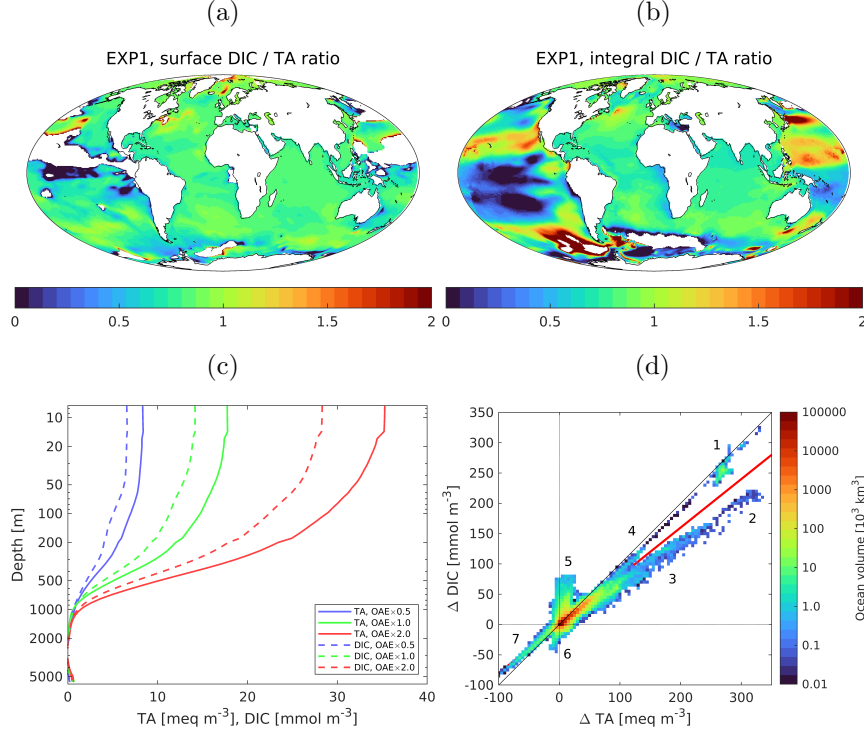 (a)
(b)
EXP1, surface DIC / TA ratio
EXP1, integral DIC / TA ratio
0 0.5 1 1.5 2
0 0.5 1 1.5 2
(c)
(d)
10
20
50
100
200
500
1000
2000
5000
Depth [m]
0 10 20 30 40
TA [meq m⁻³], DIC [mmol m⁻³]
TA, OAE×0.5
TA, OAE×1.0
TA, OAE×2.0
DIC, OAE×0.5
DIC, OAE×1.0
DIC, OAE×2.0
350
300
250
200
150
100
50
0
-50
-100
Δ DIC [mmol m⁻³]
1
2
3
4
5
6
7
-100 0 100 200 300
Δ TA [meq m⁻³]
100000
10000
1000
100
10
1.0
0.1
0.01
Ocean volume [10³ km³]